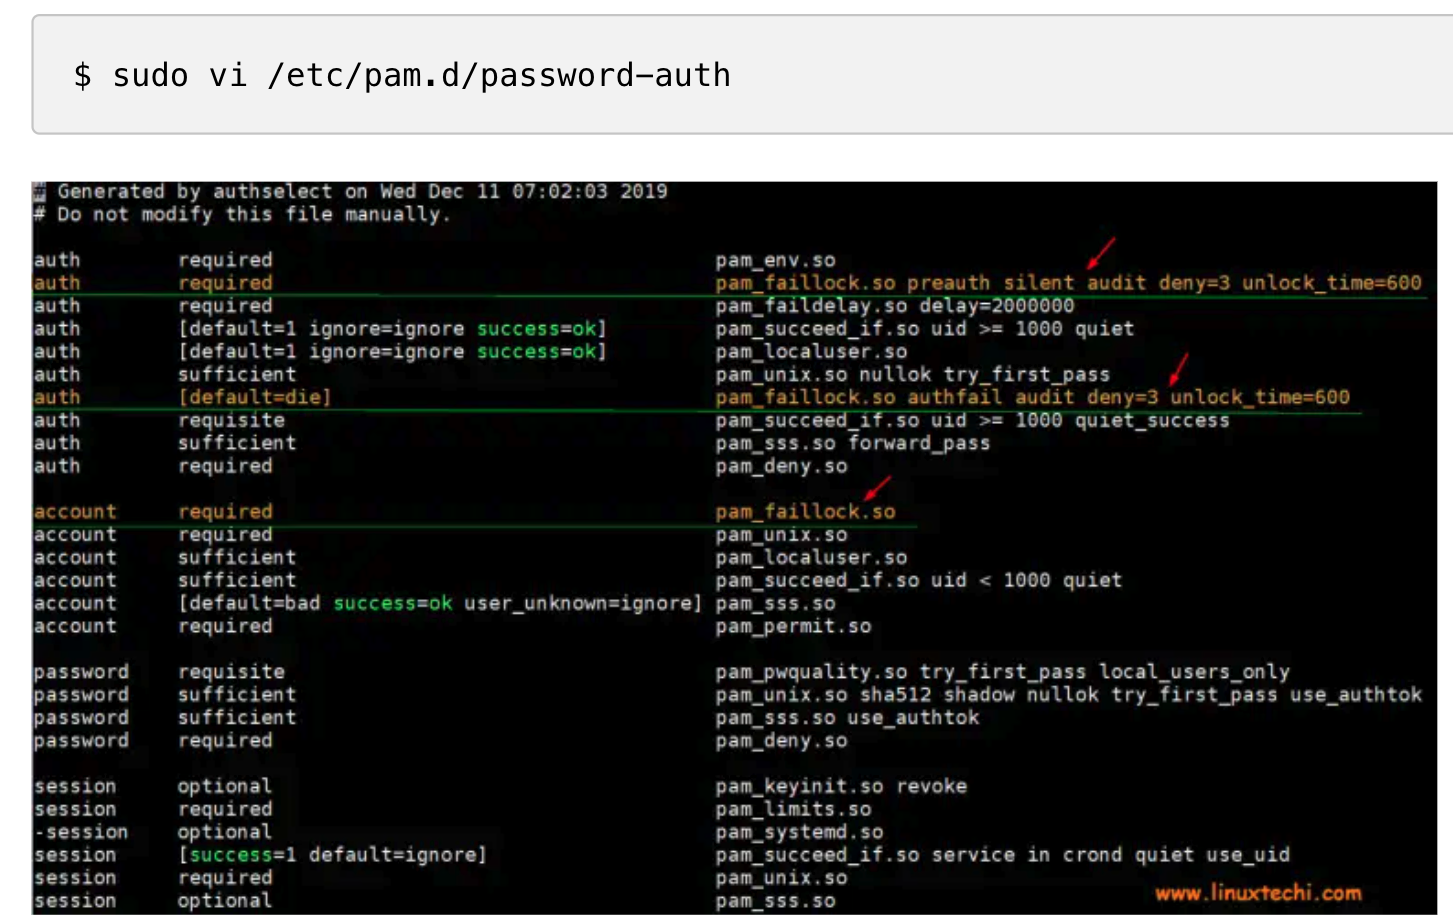 $ sudo vi /etc/pam.d/password-auth
# Generated by authselect on Wed Dec 11 07:02:03 2019
# Do not modify this file manually.
auth required pam_env.so
auth required pam_faillock.so preauth silent audit deny=3 unlock_time=600
auth required pam_faildelay.so delay=2000000
auth [default=1 ignore=ignore success=ok] pam_succeed_if.so uid >= 1000 quiet
auth [default=1 ignore=ignore success=ok] pam_localuser.so
auth sufficient pam_unix.so nullok try_first_pass
auth [default=die] pam_faillock.so authfail audit deny=3 unlock_time=600
auth requisite pam_succeed_if.so uid >= 1000 quiet_success
auth sufficient pam_sss.so forward_pass
auth required pam_deny.so
account required pam_faillock.so
account required pam_unix.so
account sufficient pam_localuser.so
account sufficient pam_succeed_if.so uid < 1000 quiet
account [default=bad success=ok user_unknown=ignore] pam_sss.so
account required pam_permit.so
password requisite pam_pwquality.so try_first_pass local_users_only
password sufficient pam_unix.so sha512 shadow nullok try_first_pass use_authtok
password sufficient pam_sss.so use_authtok
password required pam_deny.so
session optional pam_keyinit.so revoke
session required pam_limits.so
-session optional pam_systemd.so
session [success=1 default=ignore] pam_succeed_if.so service in crond quiet use_uid
session required pam_unix.so
session optional pam_sss.so
www.linuxtechi.com